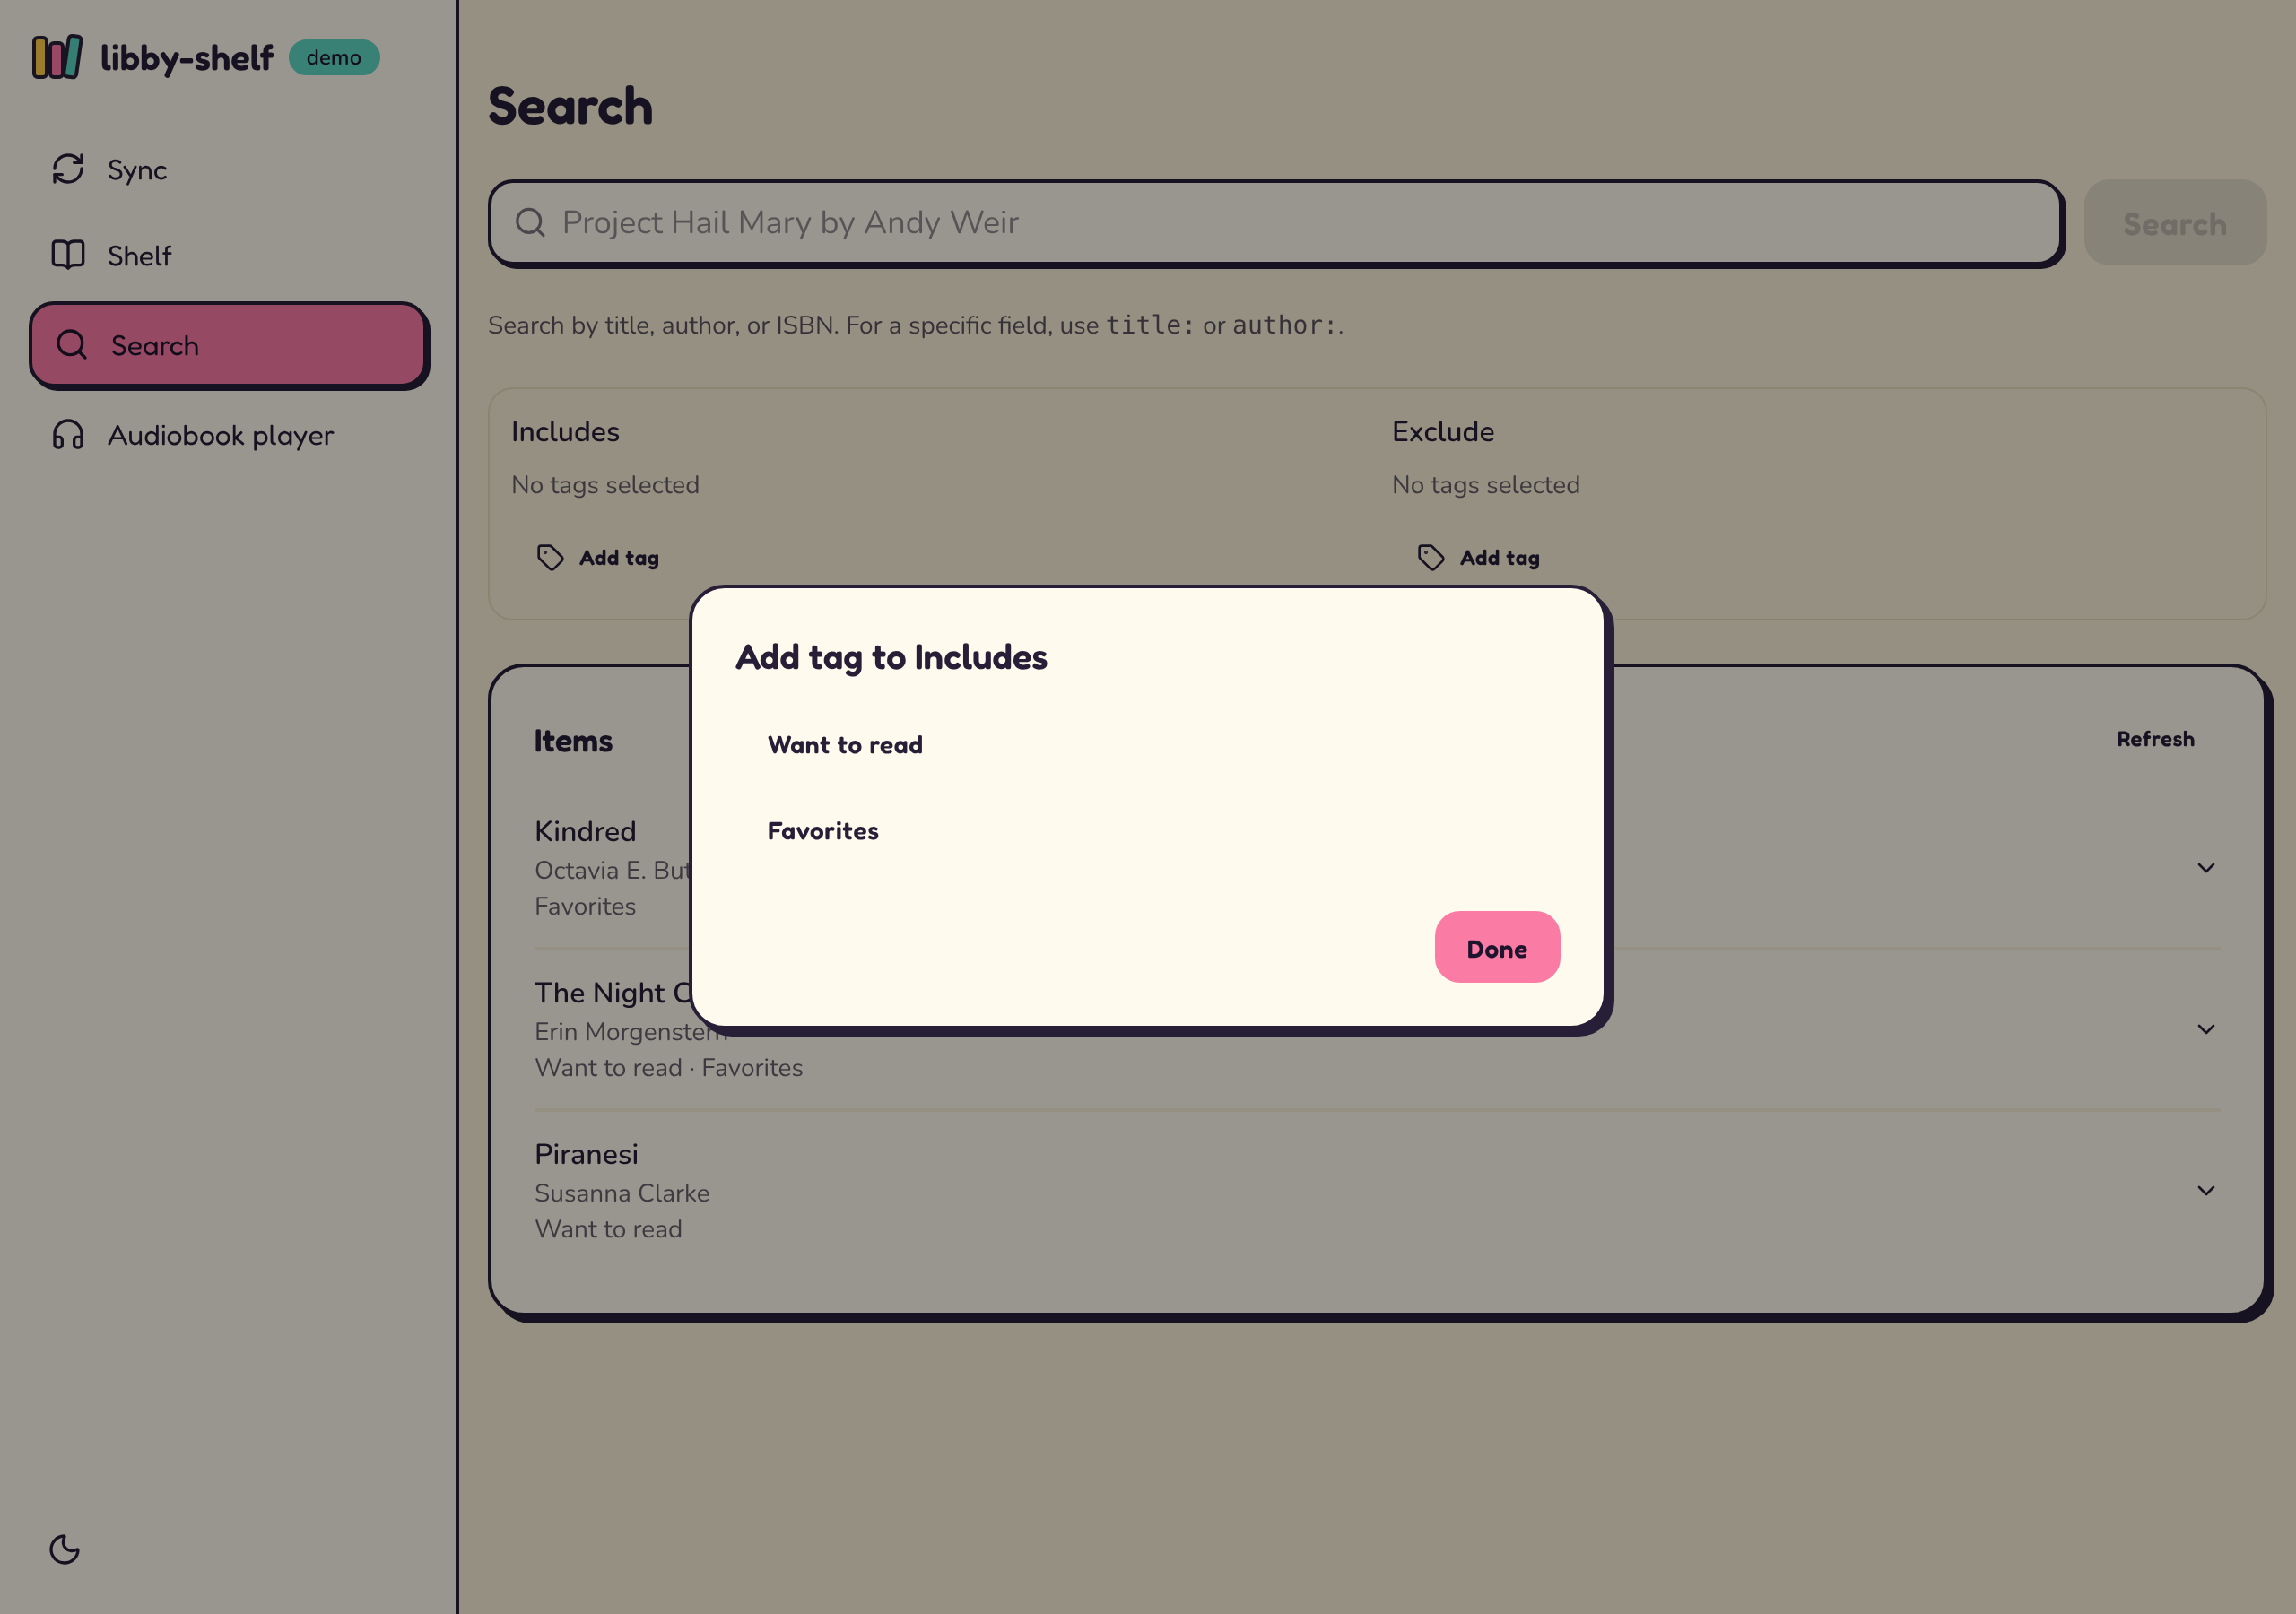 libby-shelf demo
Sync
Shelf
Search
Audiobook player
Search
Project Hail Mary by Andy Weir
Search
Search by title, author, or ISBN. For a specific field, use title: or author:.
Includes
No tags selected
Add tag
Exclude
No tags selected
Add tag
Add tag to Includes
Want to read
Favorites
Done
Items
Refresh
Kindred
Octavia E.
Favorites
The Night
Erin Morgenstern
Want to read · Favorites
Piranesi
Susanna Clarke
Want to read